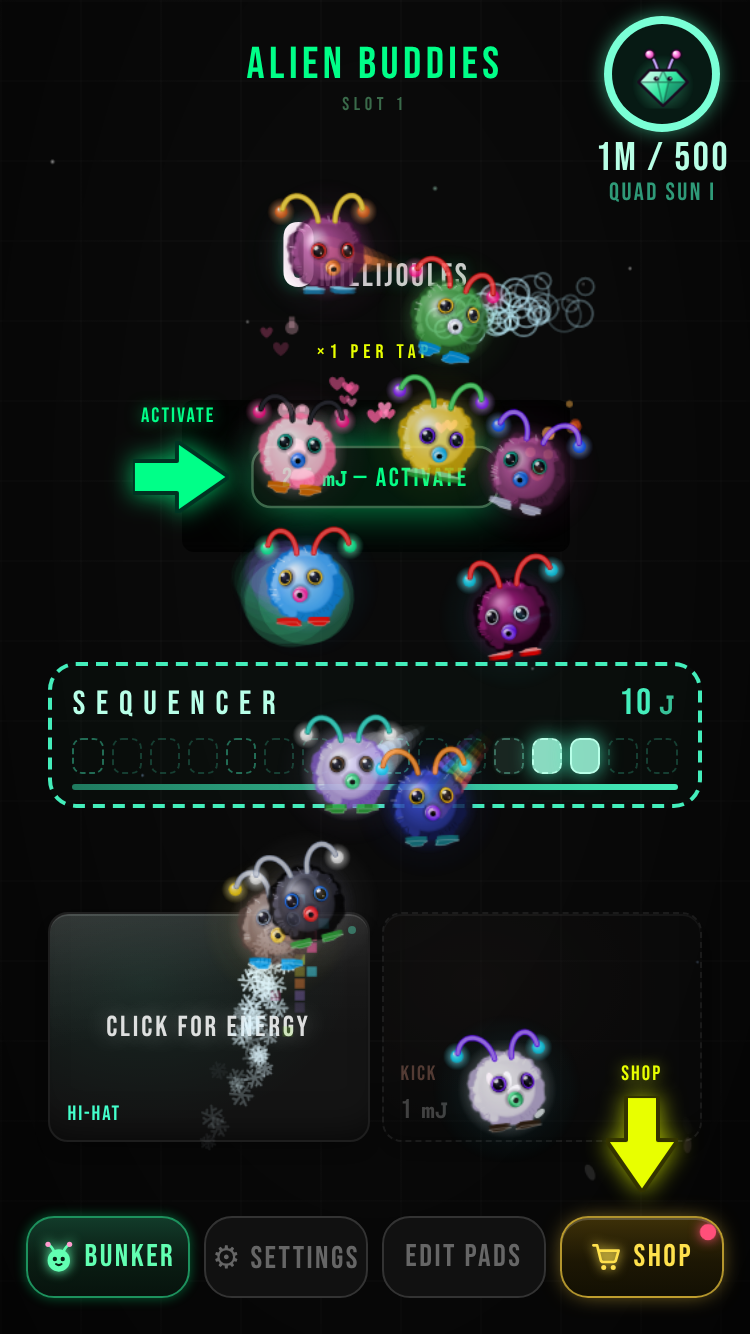 ALIEN BUDDIES
SLOT 1
1M / 500
QUAD SUN I
×1 PER TAP
ACTIVATE
mJ — ACTIVATE
SEQUENCER
10 J
CLICK FOR ENERGY
HI-HAT
KICK
1 mJ
SHOP
BUNKER
SETTINGS
EDIT PADS
SHOP